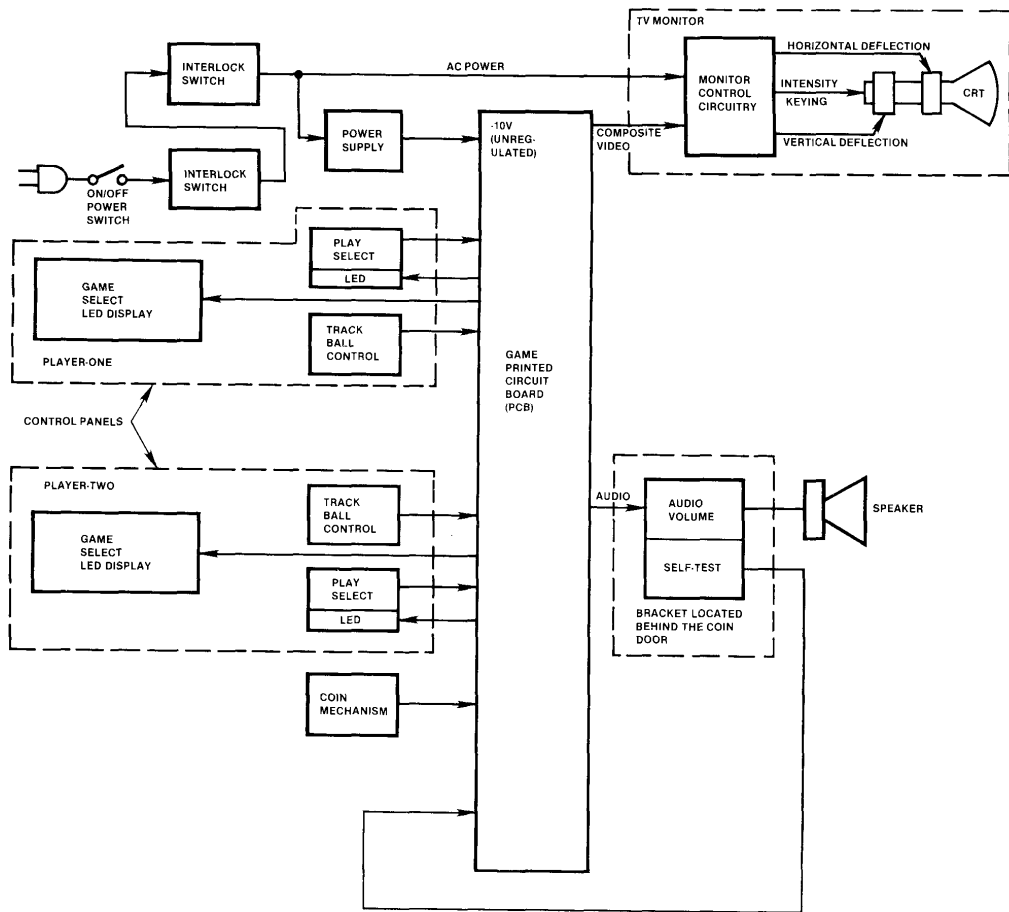 TV MONITOR
HORIZONTAL DEFLECTION
INTERLOCK
SWITCH
AC POWER
MONITOR
CONTROL
CIRCUITRY
INTENSITY
KEYING
CRT
POWER
SUPPLY
-10V
(UNREG-
ULATED)
COMPOSITE
VIDEO
VERTICAL DEFLECTION
INTERLOCK
SWITCH
ON/OFF
POWER
SWITCH
PLAY
SELECT
LED
GAME
SELECT
LED DISPLAY
TRACK
BALL
CONTROL
PLAYER-ONE
GAME
PRINTED
CIRCUIT
BOARD
(PCB)
CONTROL PANELS
PLAYER-TWO
TRACK
BALL
CONTROL
GAME
SELECT
LED DISPLAY
PLAY
SELECT
LED
AUDIO
AUDIO
VOLUME
SPEAKER
SELF-TEST
BRACKET LOCATED
BEHIND THE COIN
DOOR
COIN
MECHANISM